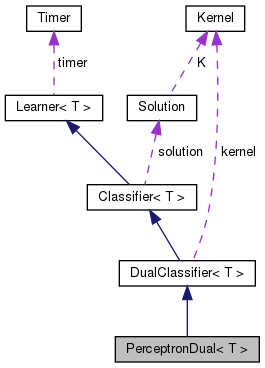 Timer
Kernel
timer
K
Learner< T >
Solution
solution
kernel
Classifier< T >
DualClassifier< T >
PerceptronDual< T >